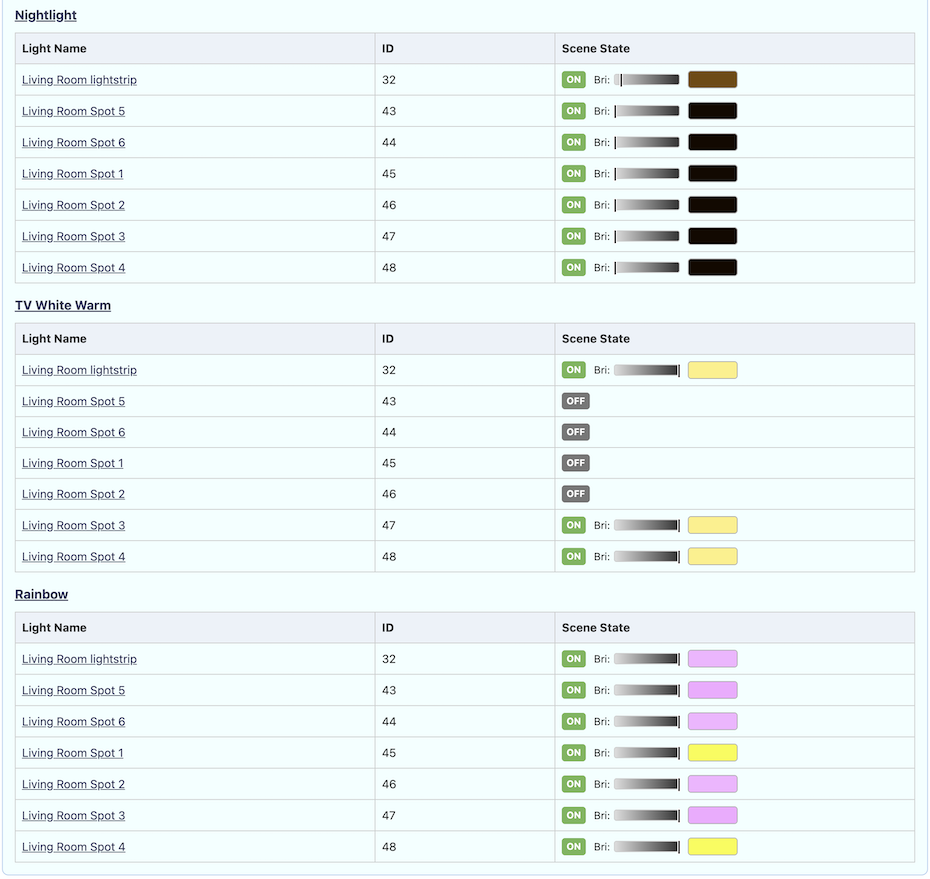 Nightlight
Light Name ID Scene State
Living Room lightstrip 32 ON Bri:
Living Room Spot 5 43 ON Bri:
Living Room Spot 6 44 ON Bri:
Living Room Spot 1 45 ON Bri:
Living Room Spot 2 46 ON Bri:
Living Room Spot 3 47 ON Bri:
Living Room Spot 4 48 ON Bri:
TV White Warm
Light Name ID Scene State
Living Room lightstrip 32 ON Bri:
Living Room Spot 5 43 OFF
Living Room Spot 6 44 OFF
Living Room Spot 1 45 OFF
Living Room Spot 2 46 OFF
Living Room Spot 3 47 ON Bri:
Living Room Spot 4 48 ON Bri:
Rainbow
Light Name ID Scene State
Living Room lightstrip 32 ON Bri:
Living Room Spot 5 43 ON Bri:
Living Room Spot 6 44 ON Bri:
Living Room Spot 1 45 ON Bri:
Living Room Spot 2 46 ON Bri:
Living Room Spot 3 47 ON Bri:
Living Room Spot 4 48 ON Bri: